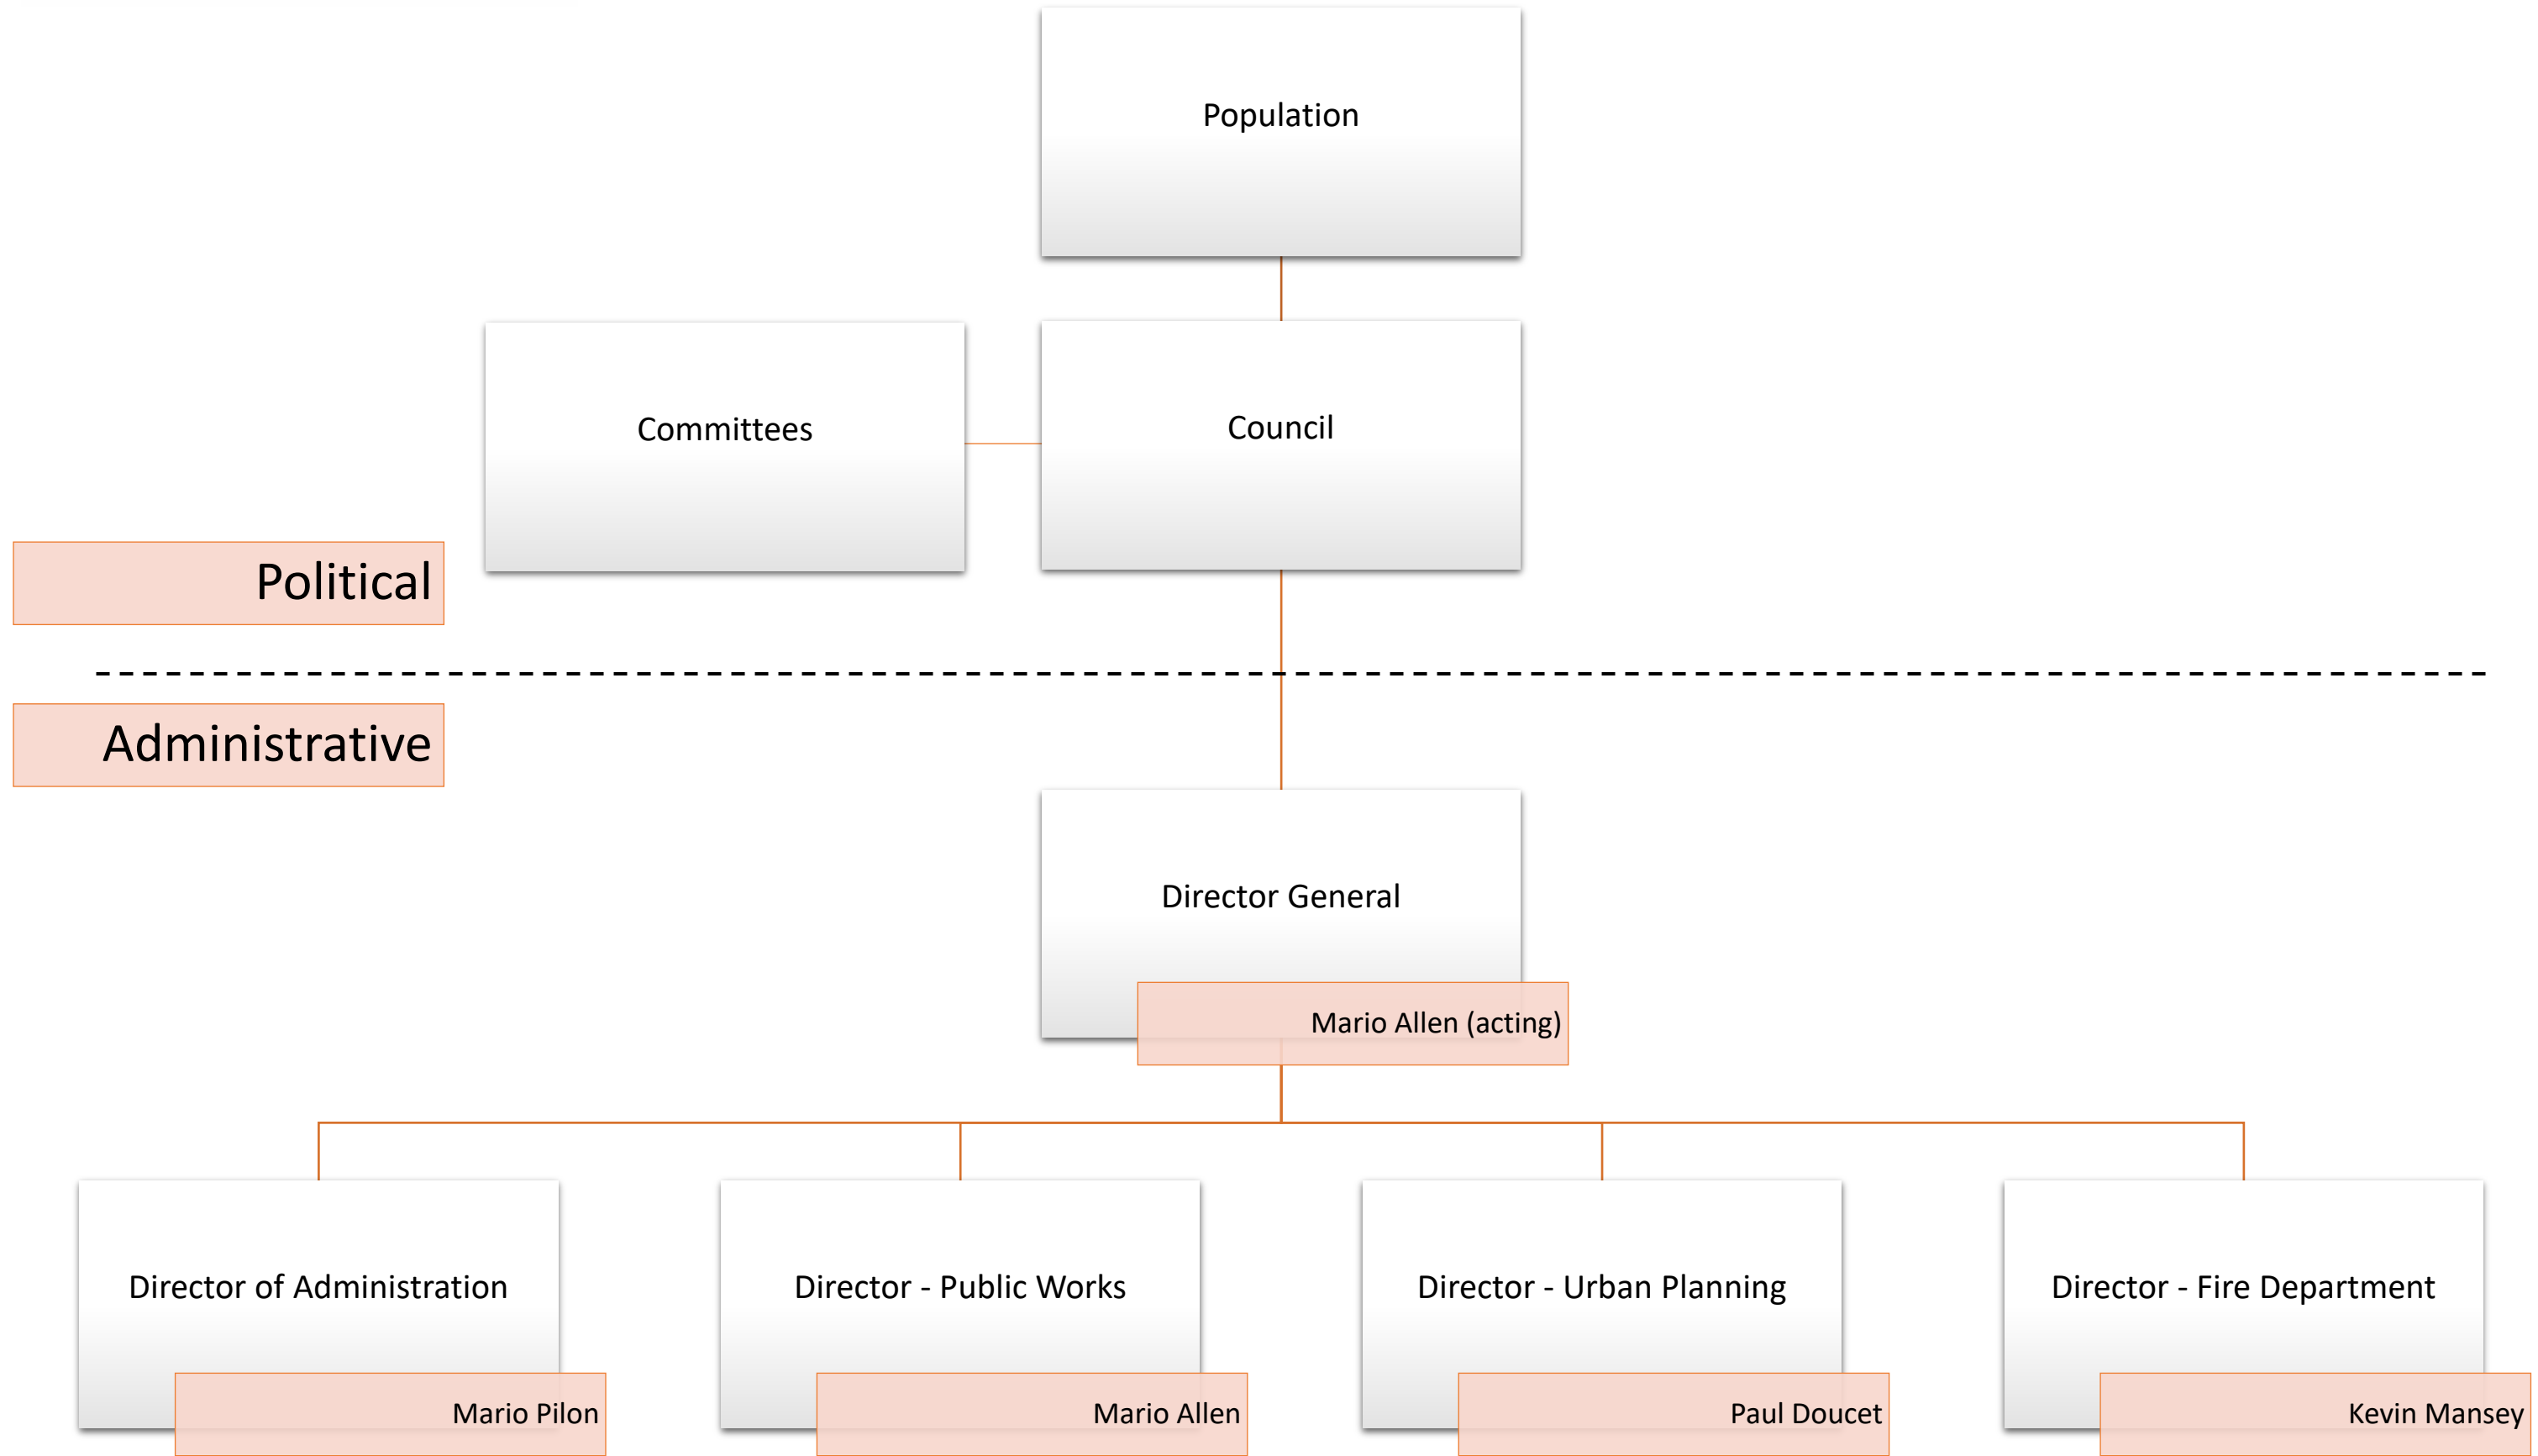 Population
Committees
Council
Political
Administrative
Director General
Mario Allen (acting)
Director of Administration
Mario Pilon
Director - Public Works
Mario Allen
Director - Urban Planning
Paul Doucet
Director - Fire Department
Kevin Mansey